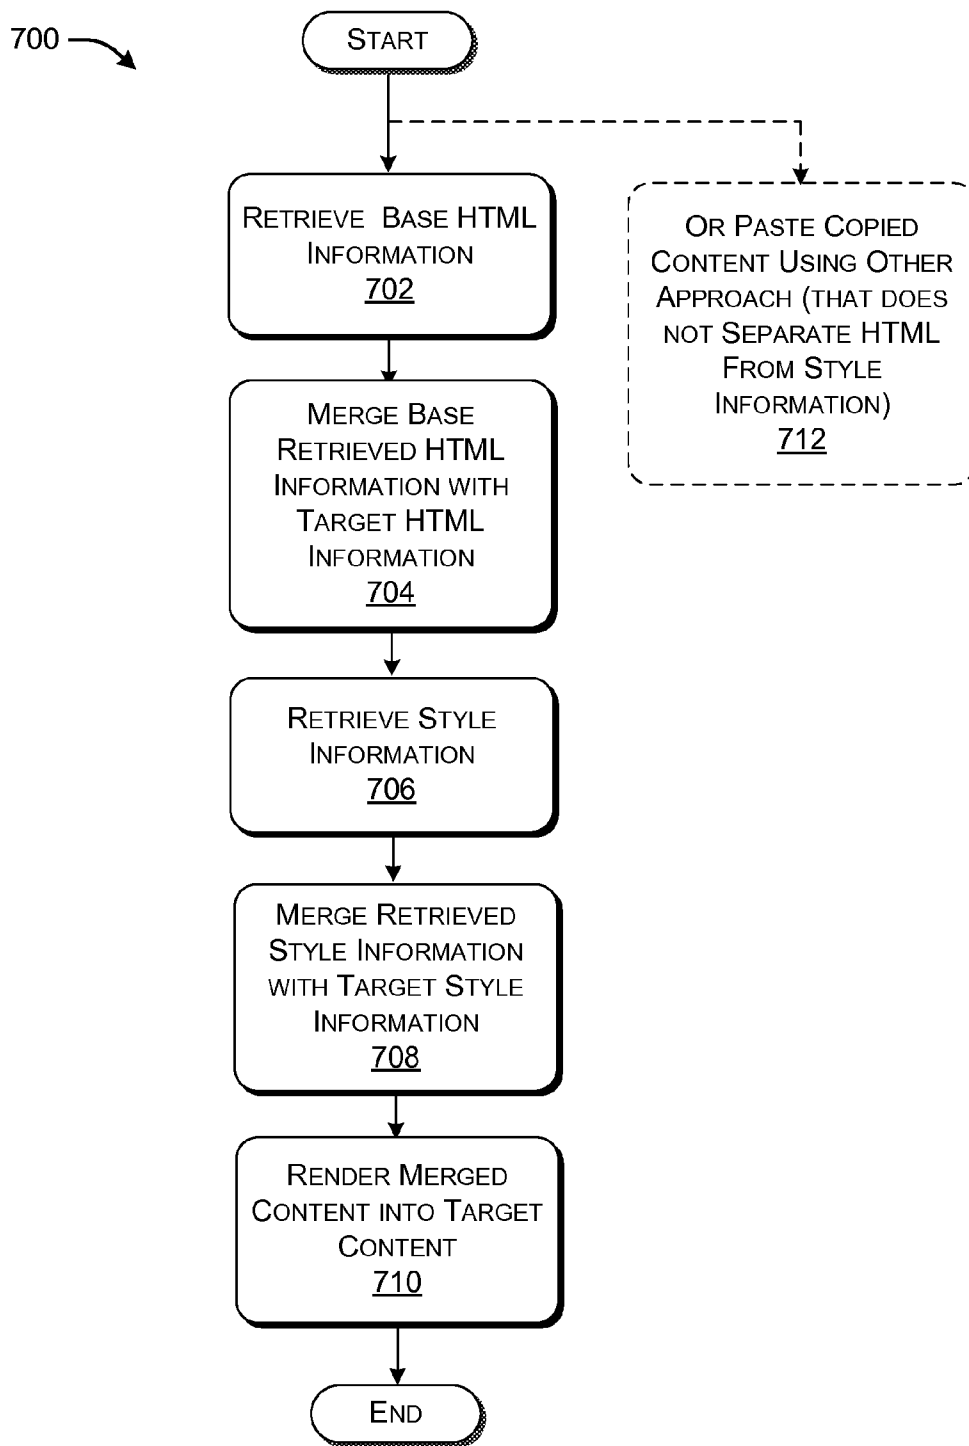 700
START
RETRIEVE BASE HTML
INFORMATION
702
OR PASTE COPIED
CONTENT USING OTHER
APPROACH (THAT DOES
NOT SEPARATE HTML
FROM STYLE
INFORMATION)
712
MERGE BASE
RETRIEVED HTML
INFORMATION WITH
TARGET HTML
INFORMATION
704
RETRIEVE STYLE
INFORMATION
706
MERGE RETRIEVED
STYLE INFORMATION
WITH TARGET STYLE
INFORMATION
708
RENDER MERGED
CONTENT INTO TARGET
CONTENT
710
END